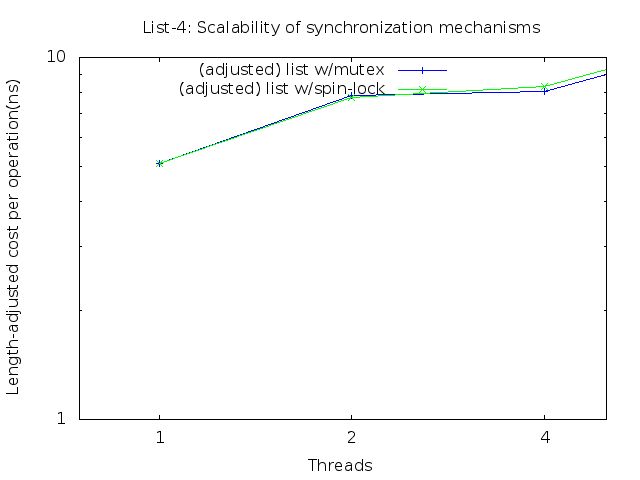 List-4: Scalability of synchronization mechanisms
10
(adjusted) list w/mutex
(adjusted) list w/spin-lock
Length-adjusted cost per operation(ns)
1
1 2 4
Threads